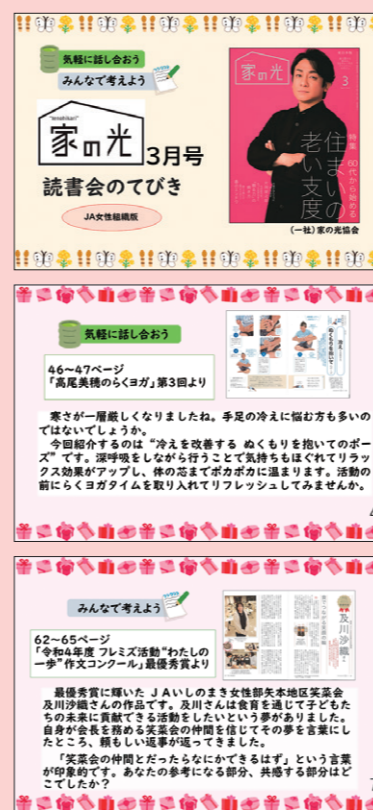 気軽に話し合おう
みんなで考えよう
家の光
3月号
読書会のてびき
JA女性組織版
家の光
3
特集 60代から始める
住まいの
老い支度
(一社)家の光協会
気軽に話し合おう
46〜47ページ
「高尾美穂のらくヨガ」第3回より
寒さが一層厳しくなりましたね。手足の冷えに悩む方も多いの
ではないでしょうか。
今回紹介するのは“冷えを改善する ぬくもりを抱いてのポー
ズ”です。深呼吸をしながら行うことで気持ちもほぐれてリラッ
クス効果がアップし、体の芯までポカポカに温まります。活動の
前にらくヨガタイムを取り入れてリフレッシュしてみませんか。
みんなで考えよう
62〜65ページ
「令和4年度 フレミズ活動“わたしの
一歩”作文コンクール」最優秀賞より
及川沙織
最優秀賞に輝いた JAいしのまき女性部矢本地区笑菜会
及川沙織さんの作品です。及川さんは食育を通じて子どもた
ちの未来に貢献できる活動をしたいという夢がありました。
自身が会長を務める笑菜会の仲間を信じてその夢を言葉にし
たところ、頼もしい返事が返ってきました。
「笑菜会の仲間とだったらなにかできるはず」という言葉
が印象的です。あなたの参考になる部分、共感する部分はど
こでしたか？